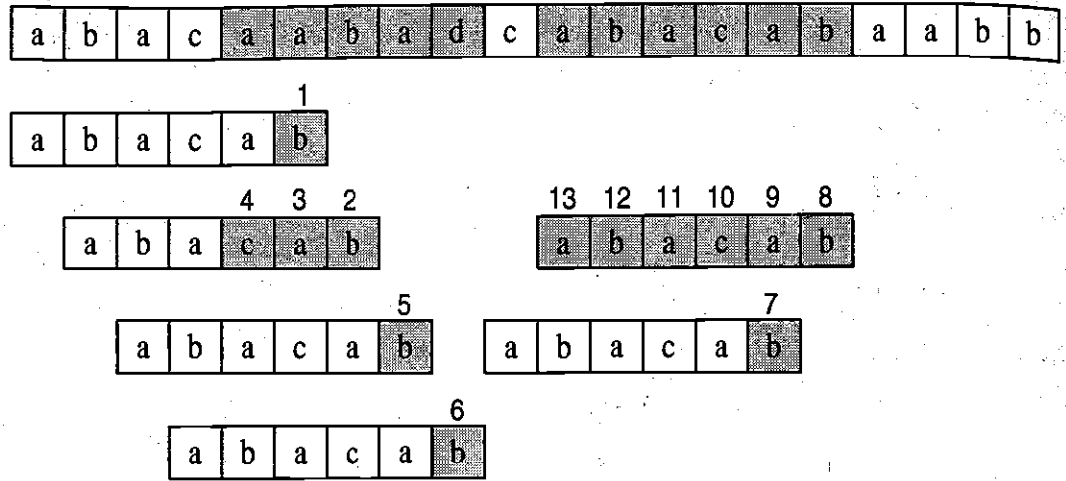 a b a c a a b a d c a b a c a b a a b b
1
a b a c a b
4 3 2 13 12 11 10 9 8
a b a c a b a b a c a b
5 7
a b a c a b a b a c a b
6
a b a c a b